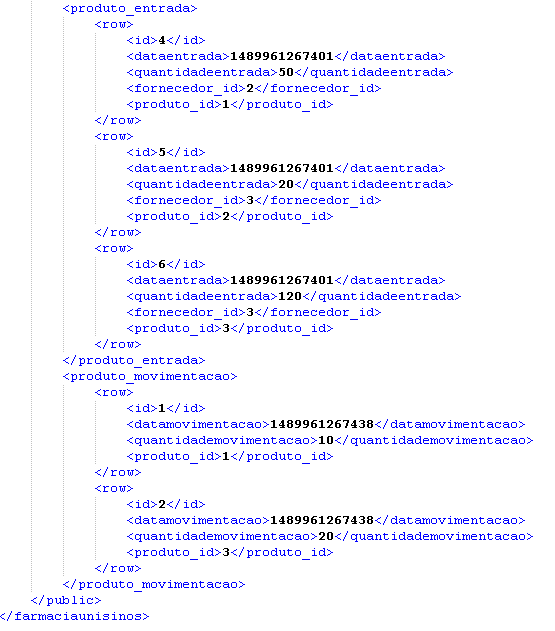 <produto_entrada>
<row>
<id>4</id>
<dataentrada>1489961267401</dataentrada>
<quantidadeentrada>50</quantidadeentrada>
<fornecedor_id>2</fornecedor_id>
<produto_id>1</produto_id>
</row>
<row>
<id>5</id>
<dataentrada>1489961267401</dataentrada>
<quantidadeentrada>20</quantidadeentrada>
<fornecedor_id>3</fornecedor_id>
<produto_id>2</produto_id>
</row>
<row>
<id>6</id>
<dataentrada>1489961267401</dataentrada>
<quantidadeentrada>120</quantidadeentrada>
<fornecedor_id>3</fornecedor_id>
<produto_id>3</produto_id>
</row>
</produto_entrada>
<produto_movimentacao>
<row>
<id>1</id>
<datamovimentacao>1489961267438</datamovimentacao>
<quantidademovimentacao>10</quantidademovimentacao>
<produto_id>1</produto_id>
</row>
<row>
<id>2</id>
<datamovimentacao>1489961267438</datamovimentacao>
<quantidademovimentacao>20</quantidademovimentacao>
<produto_id>3</produto_id>
</row>
</produto_movimentacao>
</public>
</farmaciaunisinos>